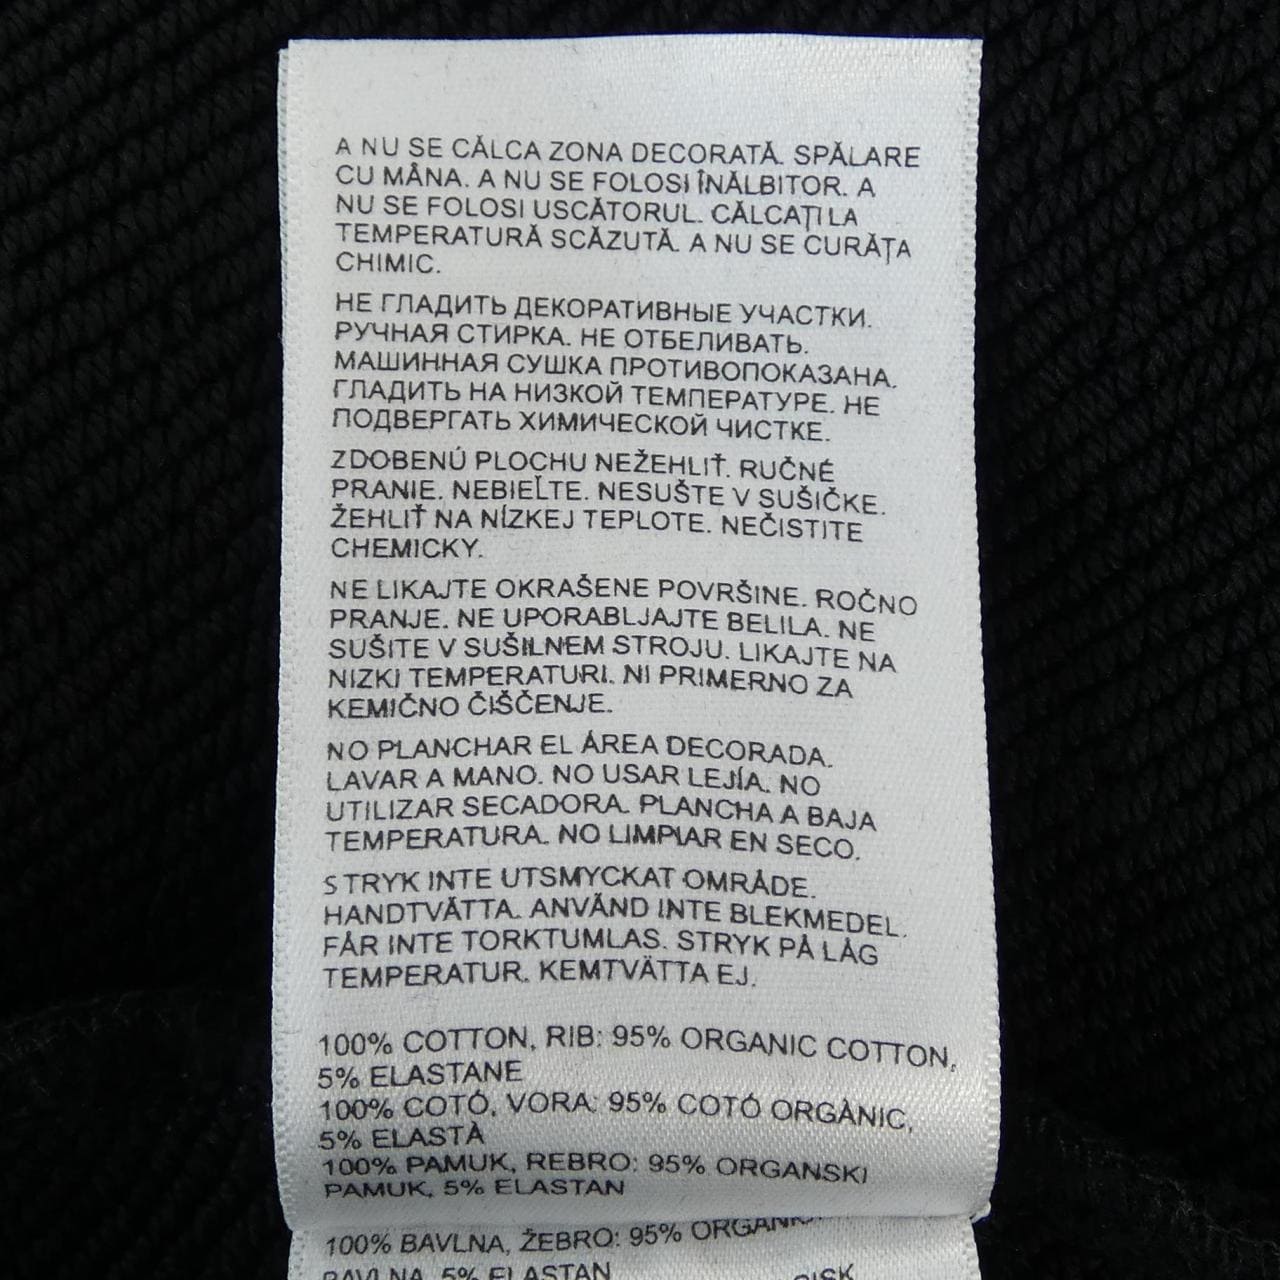 A NU SE CĂLCA ZONA DECORATĂ. SPĂLARE
CU MÂNA. A NU SE FOLOSI ÎNĂLBITOR. A
NU SE FOLOSI USCĂTORUL. CĂLCAȚI LA
TEMPERATURĂ SCĂZUTĂ. A NU SE CURĂȚA
CHIMIC.
НЕ ГЛАДИТЬ ДЕКОРАТИВНЫЕ УЧАСТКИ.
РУЧНАЯ СТИРКА. НЕ ОТБЕЛИВАТЬ.
МАШИННАЯ СУШКА ПРОТИВОПОКАЗАНА.
ГЛАДИТЬ НА НИЗКОЙ ТЕМПЕРАТУРЕ. НЕ
ПОДВЕРГАТЬ ХИМИЧЕСКОЙ ЧИСТКЕ.
ZDOBENÚ PLOCHU NEŽEHLIŤ. RUČNÉ
PRANIE. NEBIEĽTE. NESUŠTE V SUŠIČKE.
ŽEHLIŤ NA NÍZKEJ TEPLOTE. NEČISTITE
CHEMICKY.
NE LIKAJTE OKRAŠENE POVRŠINE. ROČNO
PRANJE. NE UPORABLJAJTE BELILA. NE
SUŠITE V SUŠILNEM STROJU. LIKAJTE NA
NIZKI TEMPERATURI. NI PRIMERNO ZA
KEMIČNO ČIŠČENJE.
NO PLANCHAR EL ÁREA DECORADA.
LAVAR A MANO. NO USAR LEJÍA. NO
UTILIZAR SECADORA. PLANCHA A BAJA
TEMPERATURA. NO LIMPIAR EN SECO.
STRYK INTE UTSMYCKAT OMRÅDE.
HANDTVÄTTA. ANVÄND INTE BLEKMEDEL.
FÅR INTE TORKTUMLAS. STRYK PÅ LÅG
TEMPERATUR. KEMTVÄTTA EJ.
100% COTTON, RIB: 95% ORGANIC COTTON,
5% ELASTANE
100% COTÓ, VORA: 95% COTÓ ORGÀNIC,
5% ELASTÀ
100% PAMUK, REBRO: 95% ORGANSKI
PAMUK, 5% ELASTAN
100% BAVLNA, ŽEBRO: 95%
BAVLNA, 5% ELASTAN